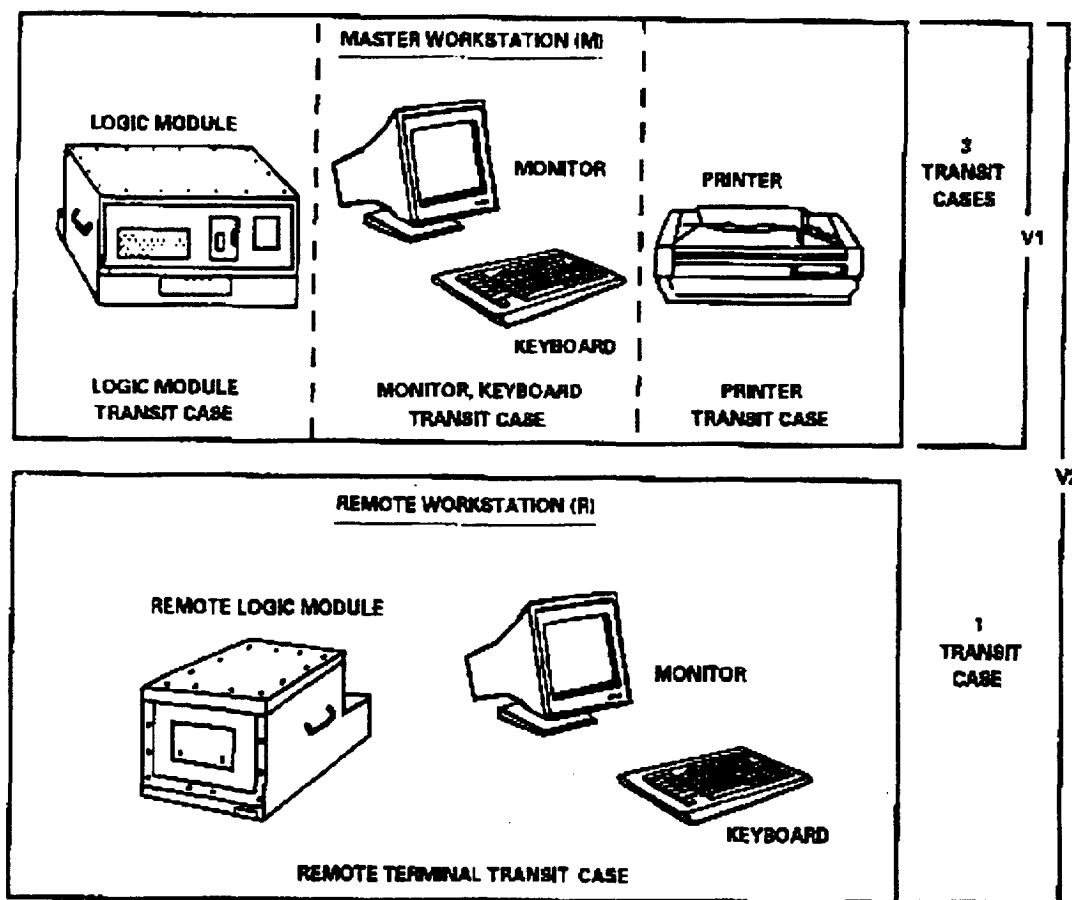 MASTER WORKSTATION (M)
LOGIC MODULE
MONITOR
PRINTER
KEYBOARD
LOGIC MODULE
TRANSIT CASE
MONITOR, KEYBOARD
TRANSIT CASE
PRINTER
TRANSIT CASE
3
TRANSIT
CASES
V1
V2
REMOTE WORKSTATION (R)
REMOTE LOGIC MODULE
MONITOR
KEYBOARD
REMOTE TERMINAL TRANSIT CASE
1
TRANSIT
CASE